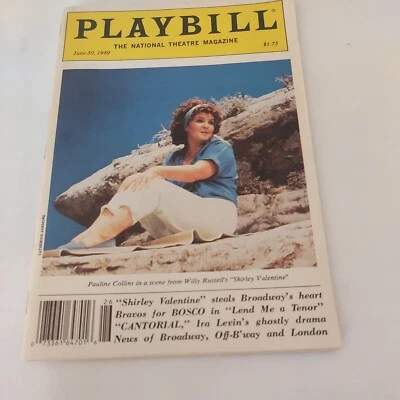 PLAYBILL®
THE NATIONAL THEATRE MAGAZINE
June 30, 1989
$1.75
Pauline Collins in a scene from Willy Russell's "Shirley Valentine"
26
"Shirley Valentine" steals Broadway's heart
Bravos for BOSCO in "Lend Me a Tenor"
"CANTORIAL," Ira Levin's ghostly drama
News of Broadway, Off-B'way and London